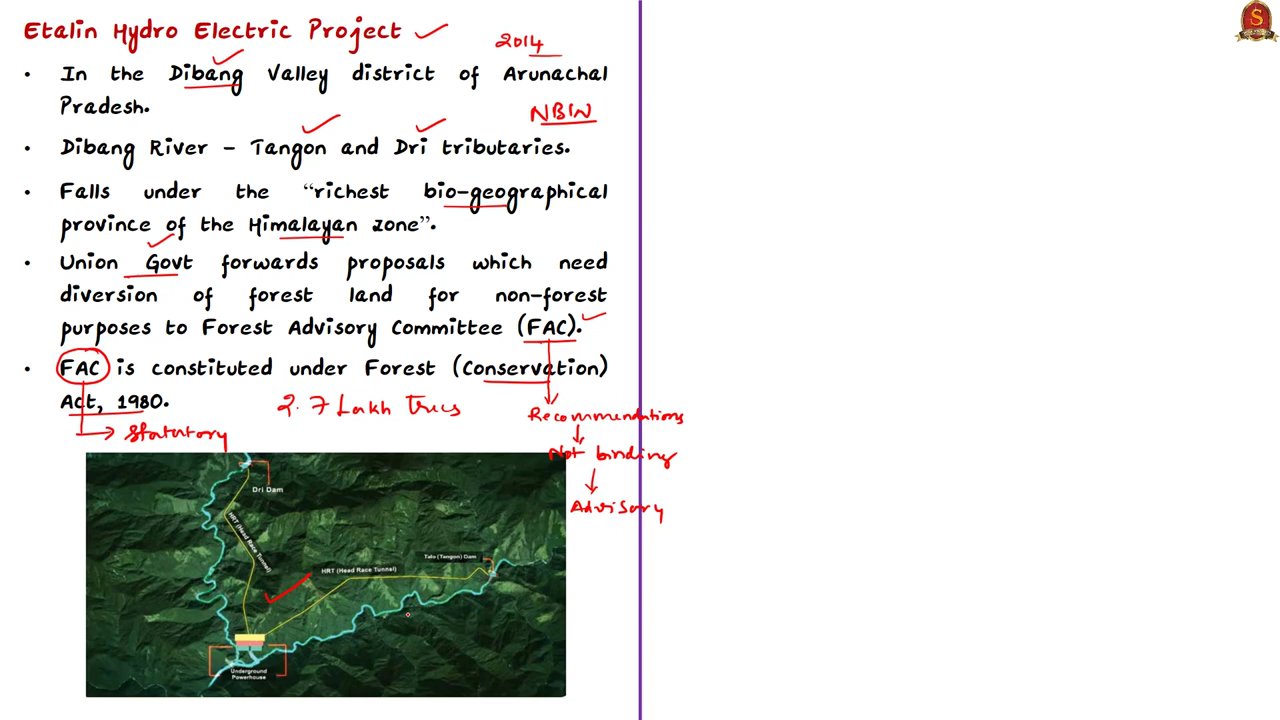 Etalin Hydro Electric Project
2014
• In the Dibang Valley district of Arunachal
Pradesh.
NBIN
• Dibang River - Tangon and Dri tributaries.
• Falls under the "richest bio-geographical
province of the Himalayan zone".
• Union Govt forwards proposals which need
diversion of forest land for non-forest
purposes to Forest Advisory Committee (FAC).
• FAC is constituted under Forest (Conservation)
Act, 1980.
2.7 Lakh
Recommendations
Statutory
Not binding
Advisory
Dri Dam
HRT (Head Race Tunnel)
Talo (Tangon) Dam
HRT (Head Race Tunnel)
Underground
Powerhouse
S